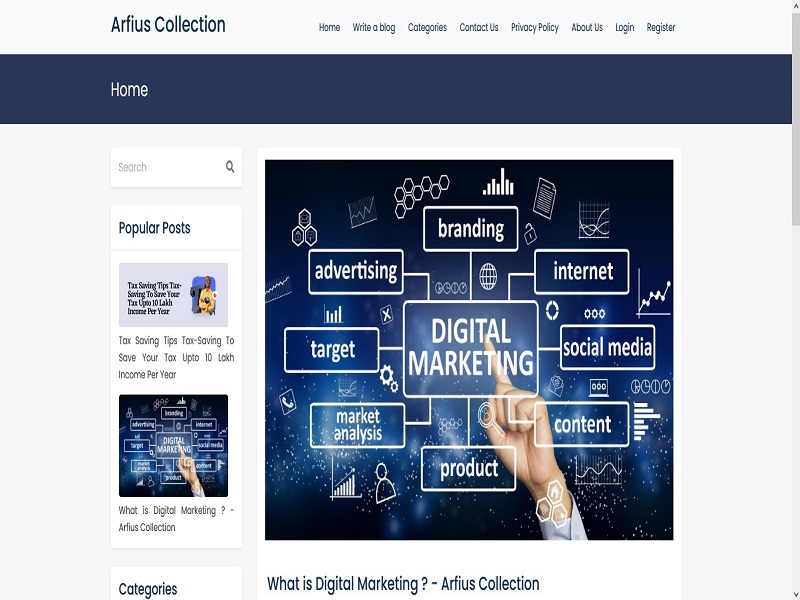 Arfius Collection
Home Write a blog Categories Contact Us Privacy Policy About Us Login Register
Home
Search
Popular Posts
Tax Saving Tips Tax-
Saving To Save Your
Tax Upto 10 Lakh
Income Per Year
Tax Saving Tips Tax-Saving To
Save Your Tax Upto 10 Lakh
Income Per Year
branding
advertising
internet
target
DIGITAL
MARKETING
social media
market
analysis
content
product
What is Digital Marketing ? -
Arfius Collection
Categories
branding
advertising
internet
target
DIGITAL
MARKETING
social media
market
analysis
content
product
What is Digital Marketing ? - Arfius Collection